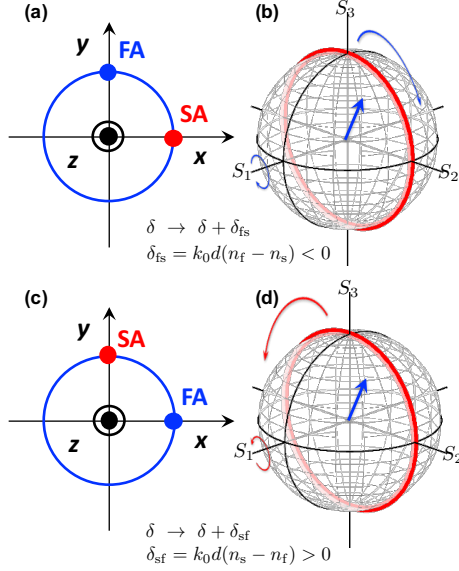 (a)
y
FA
SA
z
x
(b)
S₃
S₁
S₂
δ → δ + δfs
δfs = k₀d(nf − ns) < 0
(c)
y
SA
FA
z
x
(d)
S₃
S₁
S₂
δ → δ + δsf
δsf = k₀d(ns − nf) > 0